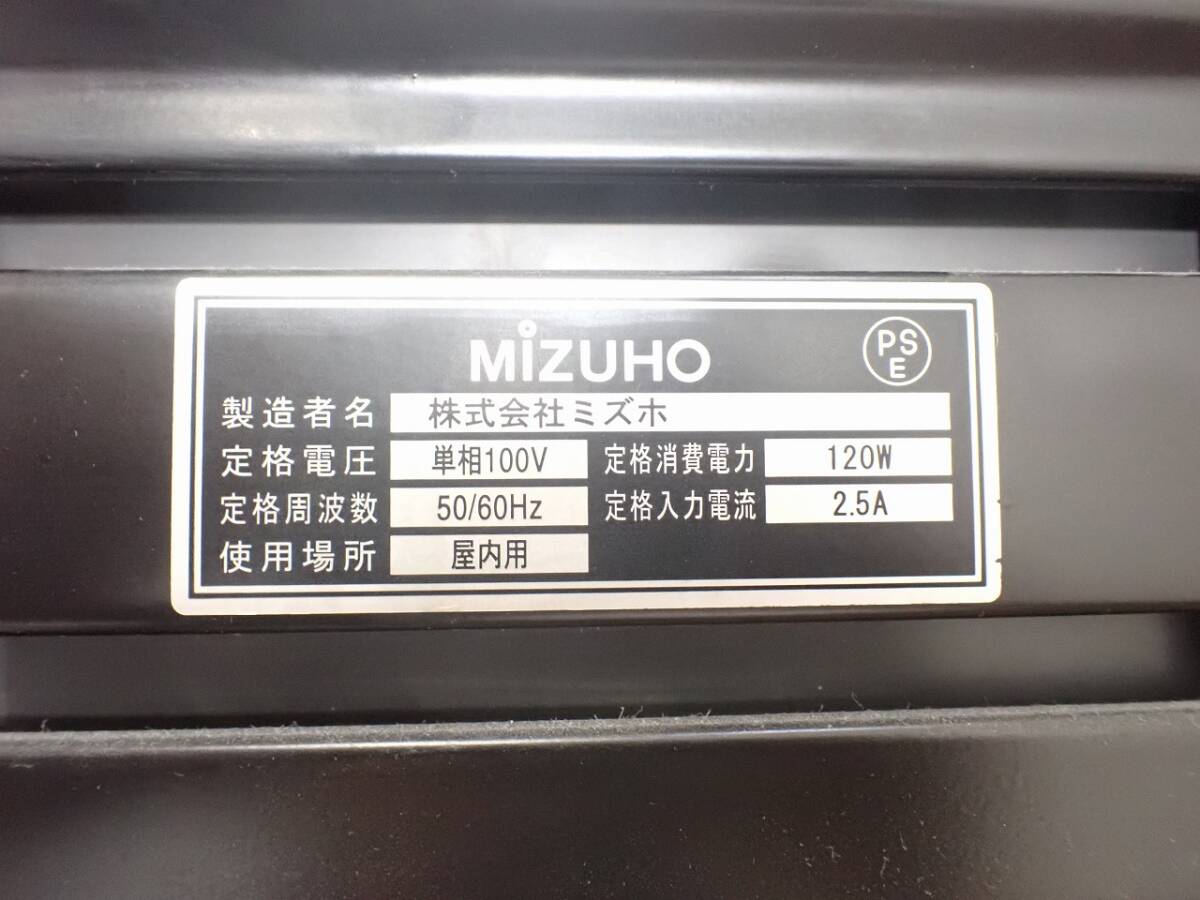 MIZUHO
PS
E
製造者名 株式会社ミズホ
定格電圧 単相100V 定格消費電力 120W
定格周波数 50/60Hz 定格入力電流 2.5A
使用場所 屋内用